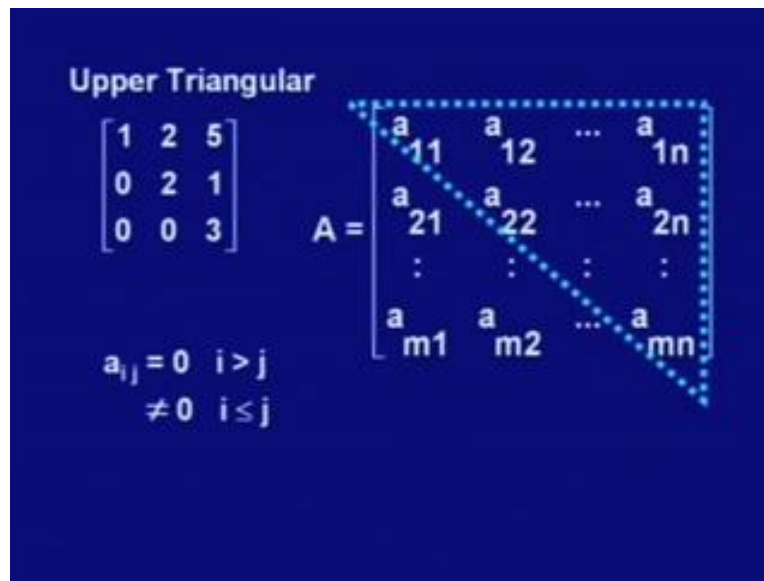 Upper Triangular
1 2 5
0 2 1
0 0 3
A =
a11 a12 ... a1n
a21 a22 ... a2n
: : : :
am1 am2 ... amn
aij = 0 i > j
≠ 0 i ≤ j